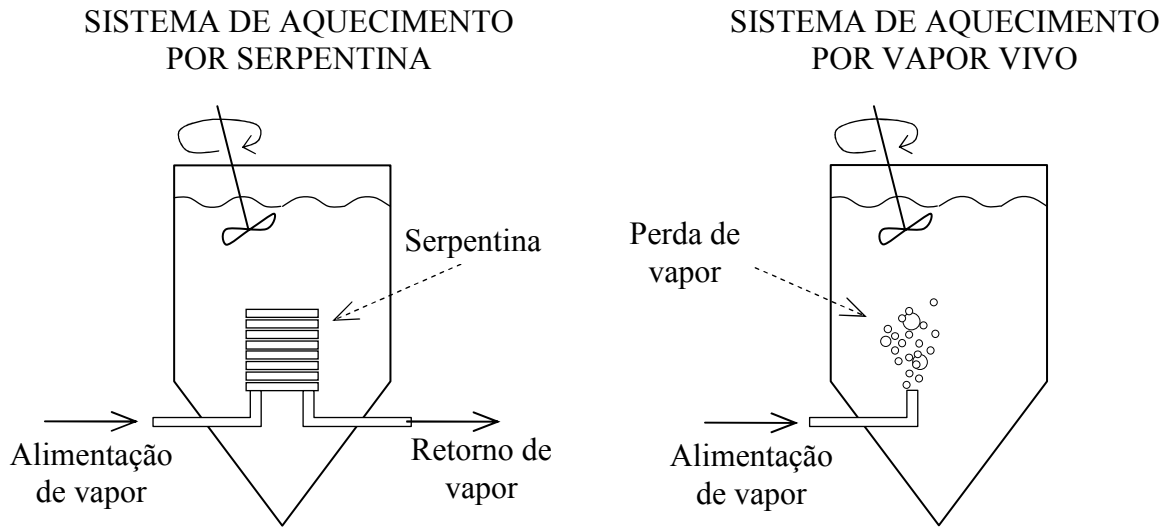 SISTEMA DE AQUECIMENTO
POR SERPENTINA
SISTEMA DE AQUECIMENTO
POR VAPOR VIVO
Serpentina
Alimentação
de vapor
Retorno de
vapor
Perda de
vapor
Alimentação
de vapor